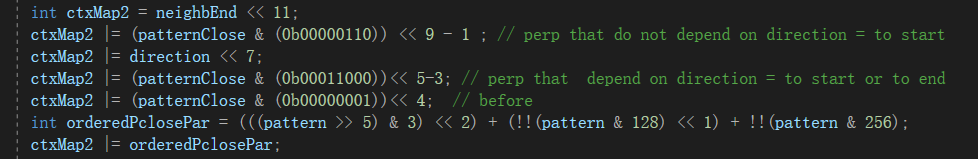 int ctxMap2 = neighbEnd << 11;
ctxMap2 |= (patternClose & (0b00000110)) << 9 - 1 ; // perp that do not depend on direction = to start
ctxMap2 |= direction << 7;
ctxMap2 |= (patternClose & (0b00011000))<< 5-3; // perp that  depend on direction = to start or to end
ctxMap2 |= (patternClose & (0b00000001))<< 4;  // before
int orderedPclosePar = (((pattern >> 5) & 3) << 2) + (!!(pattern & 128) << 1) + !!(pattern & 256);
ctxMap2 |= orderedPclosePar;